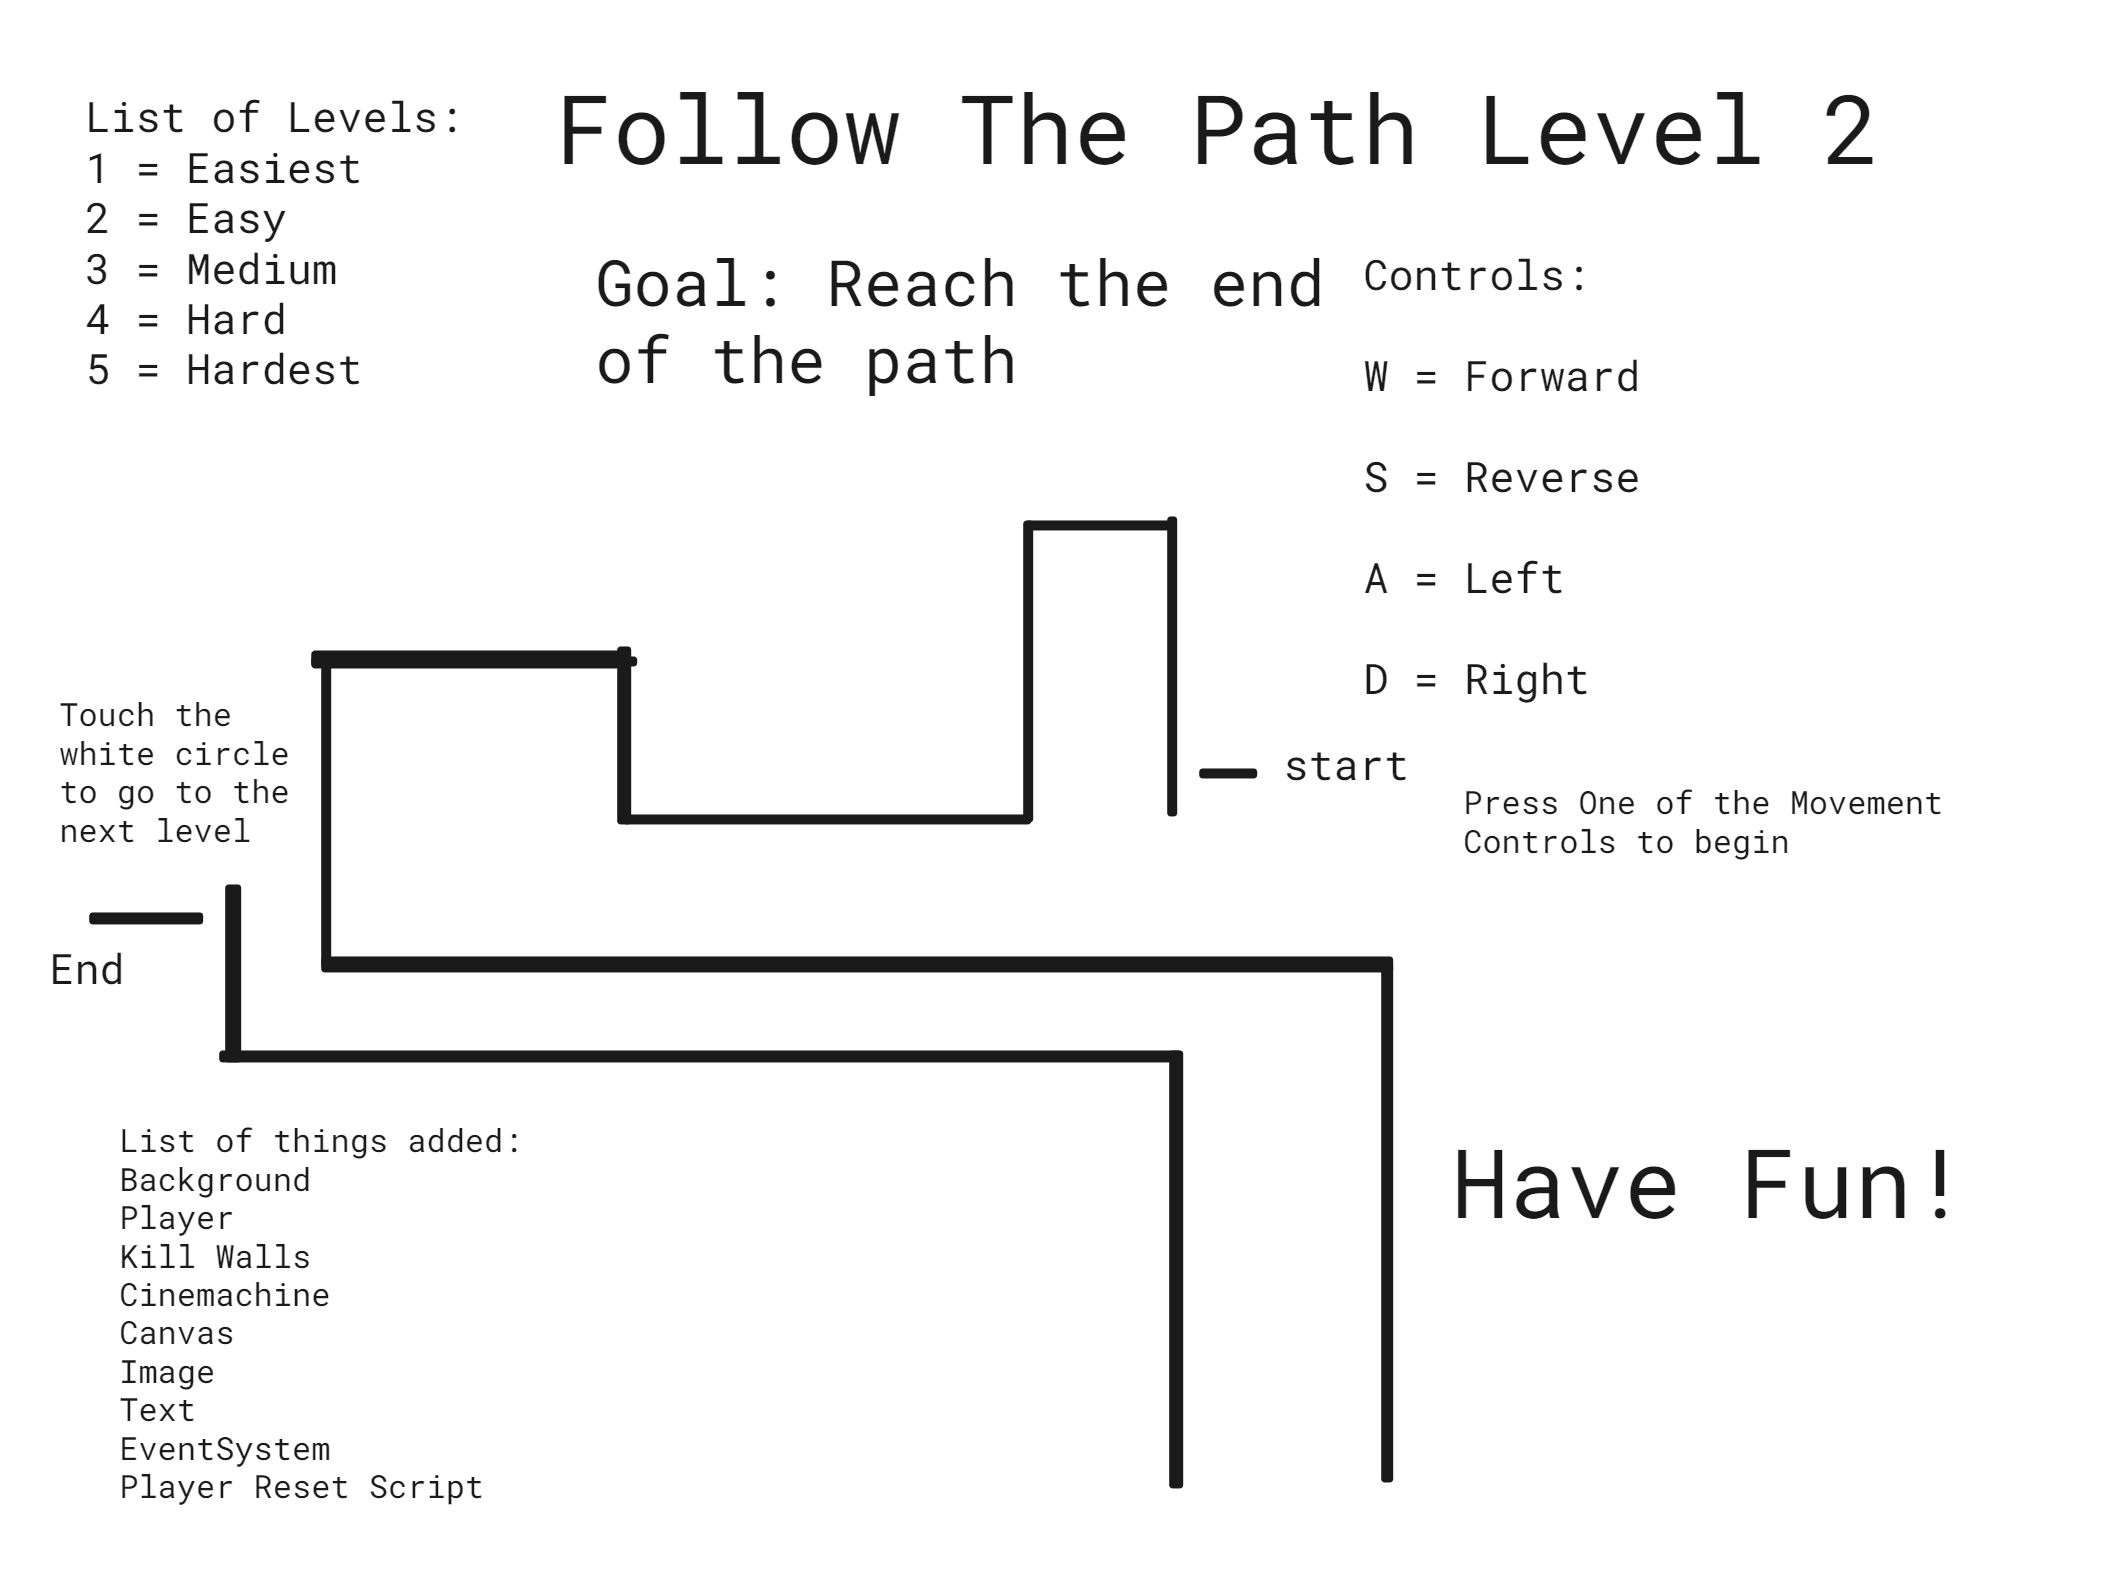 Follow The Path Level 2
List of Levels:
1 = Easiest
2 = Easy
3 = Medium
4 = Hard
5 = Hardest
Goal: Reach the end
of the path
Controls:
W = Forward
S = Reverse
A = Left
D = Right
Touch the
white circle
to go to the
next level
start
Press One of the Movement
Controls to begin
End
List of things added:
Background
Player
Kill Walls
Cinemachine
Canvas
Image
Text
EventSystem
Player Reset Script
Have Fun!